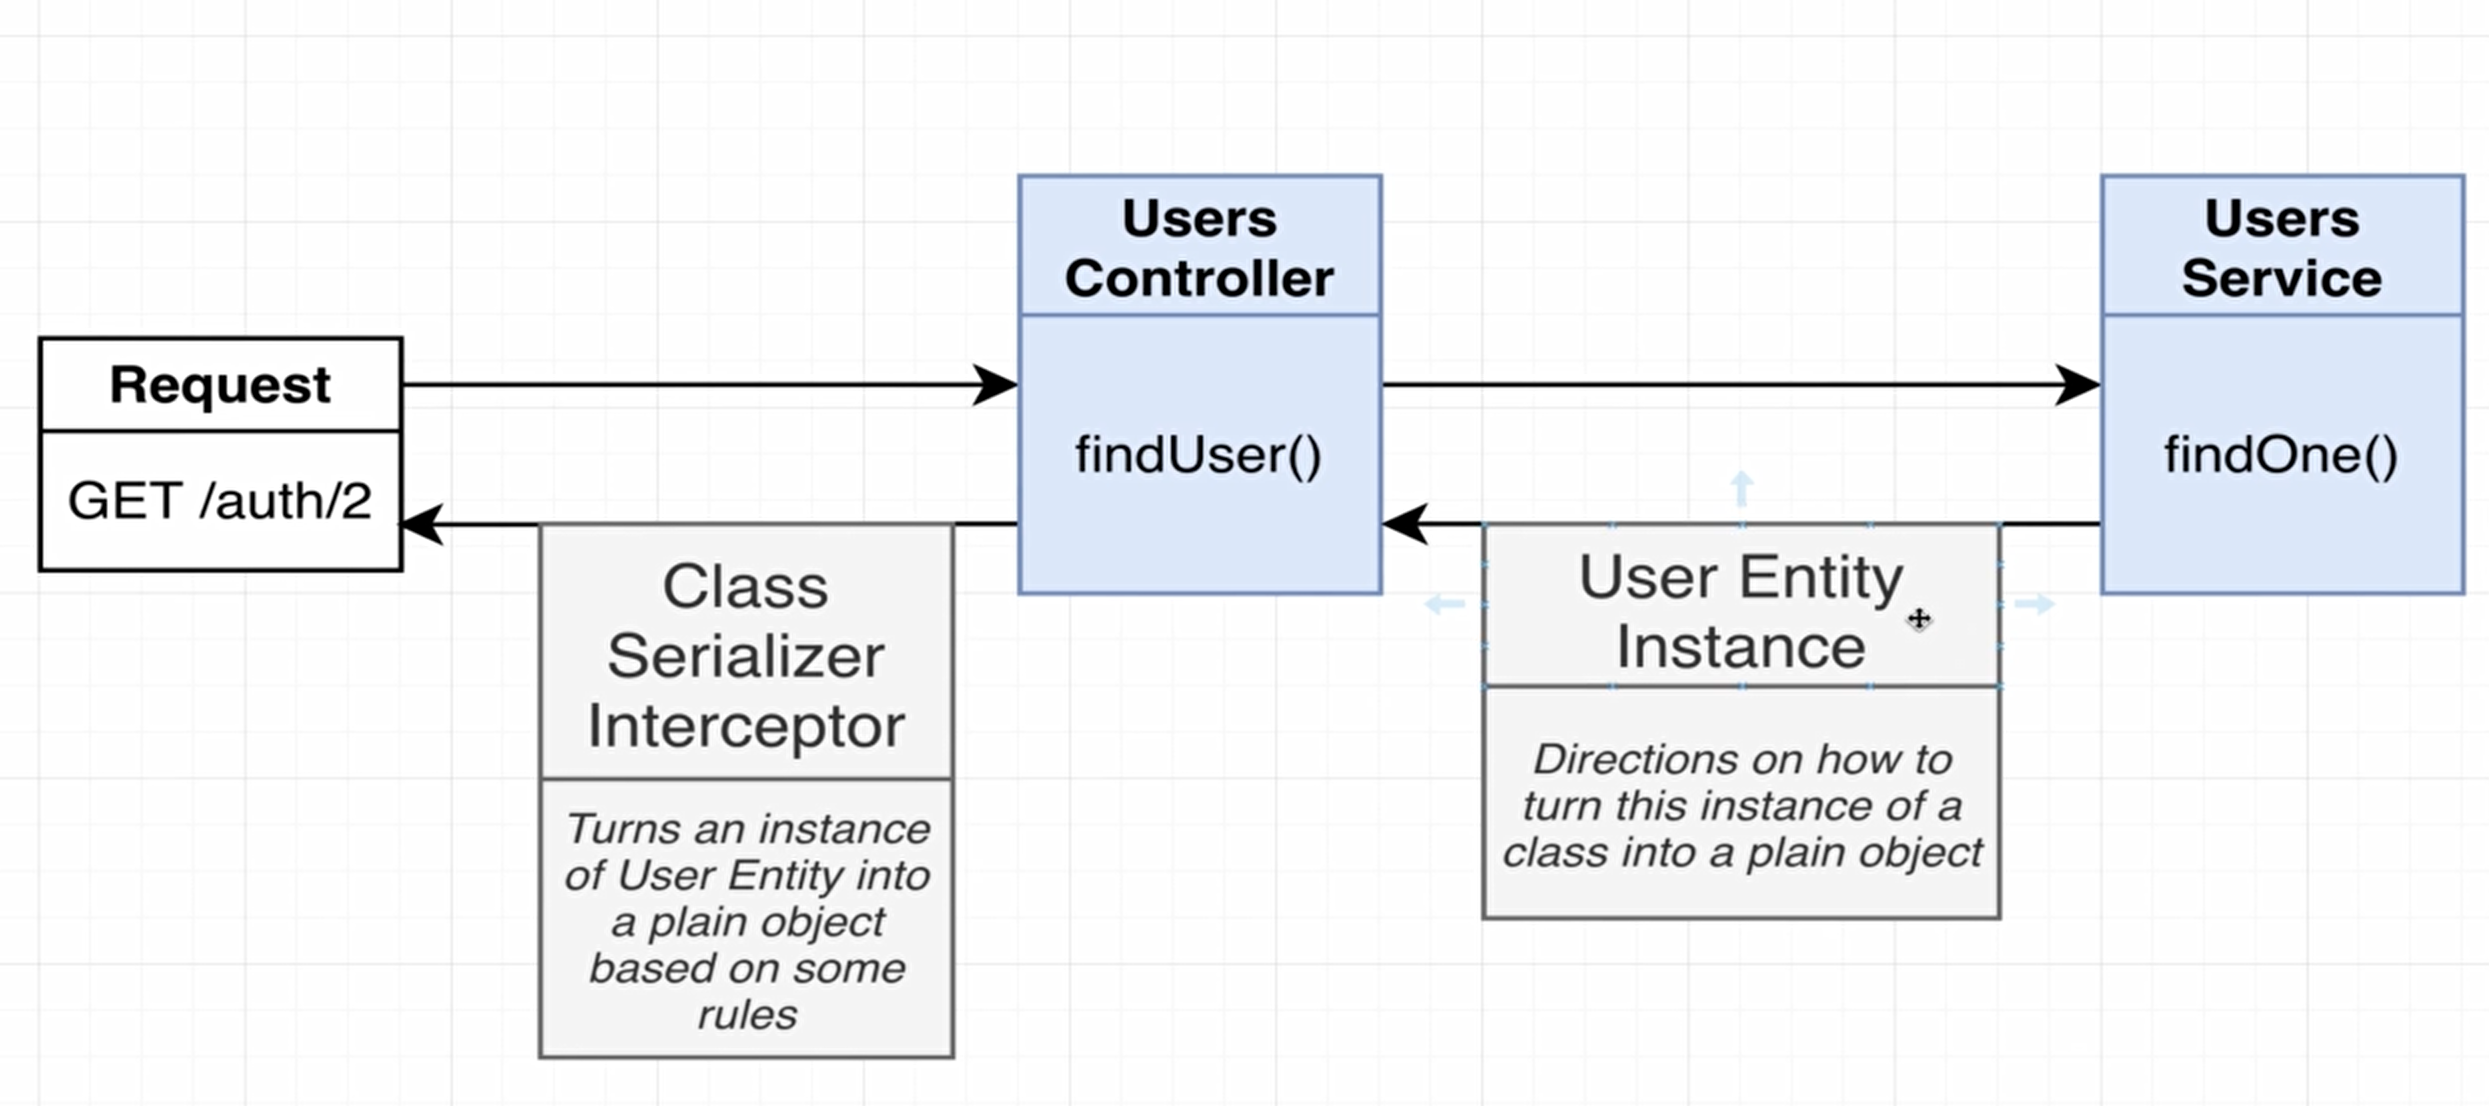 Request
GET /auth/2
Class
Serializer
Interceptor
Turns an instance
of User Entity into
a plain object
based on some
rules
Users
Controller
findUser()
User Entity
Instance
Directions on how to
turn this instance of a
class into a plain object
Users
Service
findOne()